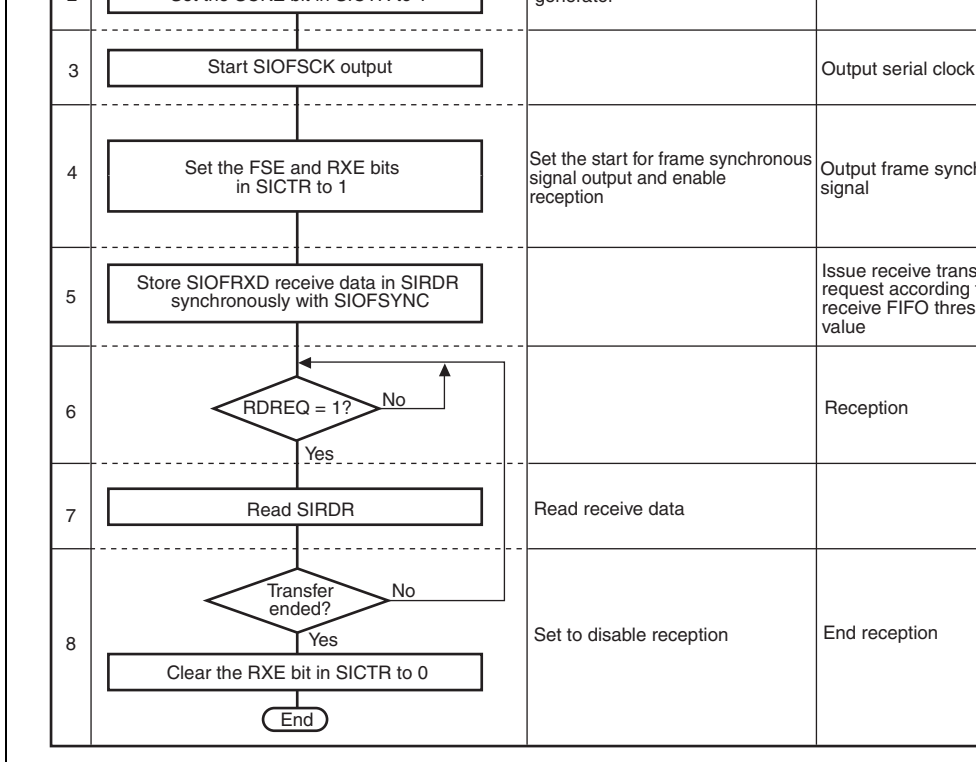 generator
3
Start SIOFSCK output
Output serial clock
4
Set the FSE and RXE bits
in SICTR to 1
Set the start for frame synchronous
signal output and enable
reception
Output frame
signal
5
Store SIOFRXD receive data in SIRDR
synchronously with SIOFSYNC
Issue receive
request according
receive FIFO
value
6
RDREQ = 1?
No
Yes
Reception
7
Read SIRDR
Read receive data
8
Transfer
ended?
No
Yes
Clear the RXE bit in SICTR to 0
End
Set to disable reception
End reception